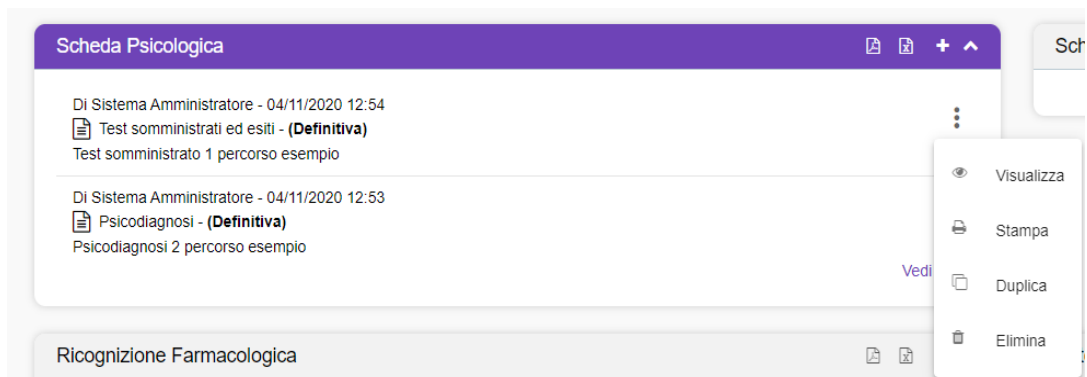 Scheda Psicologica
Sch
Di Sistema Amministratore - 04/11/2020 12:54
Test somministrati ed esiti - (Definitiva)
Test somministrato 1 percorso esempio
Di Sistema Amministratore - 04/11/2020 12:53
Psicodiagnosi - (Definitiva)
Psicodiagnosi 2 percorso esempio
Vedi
Visualizza
Stampa
Duplica
Elimina
Ricognizione Farmacologica